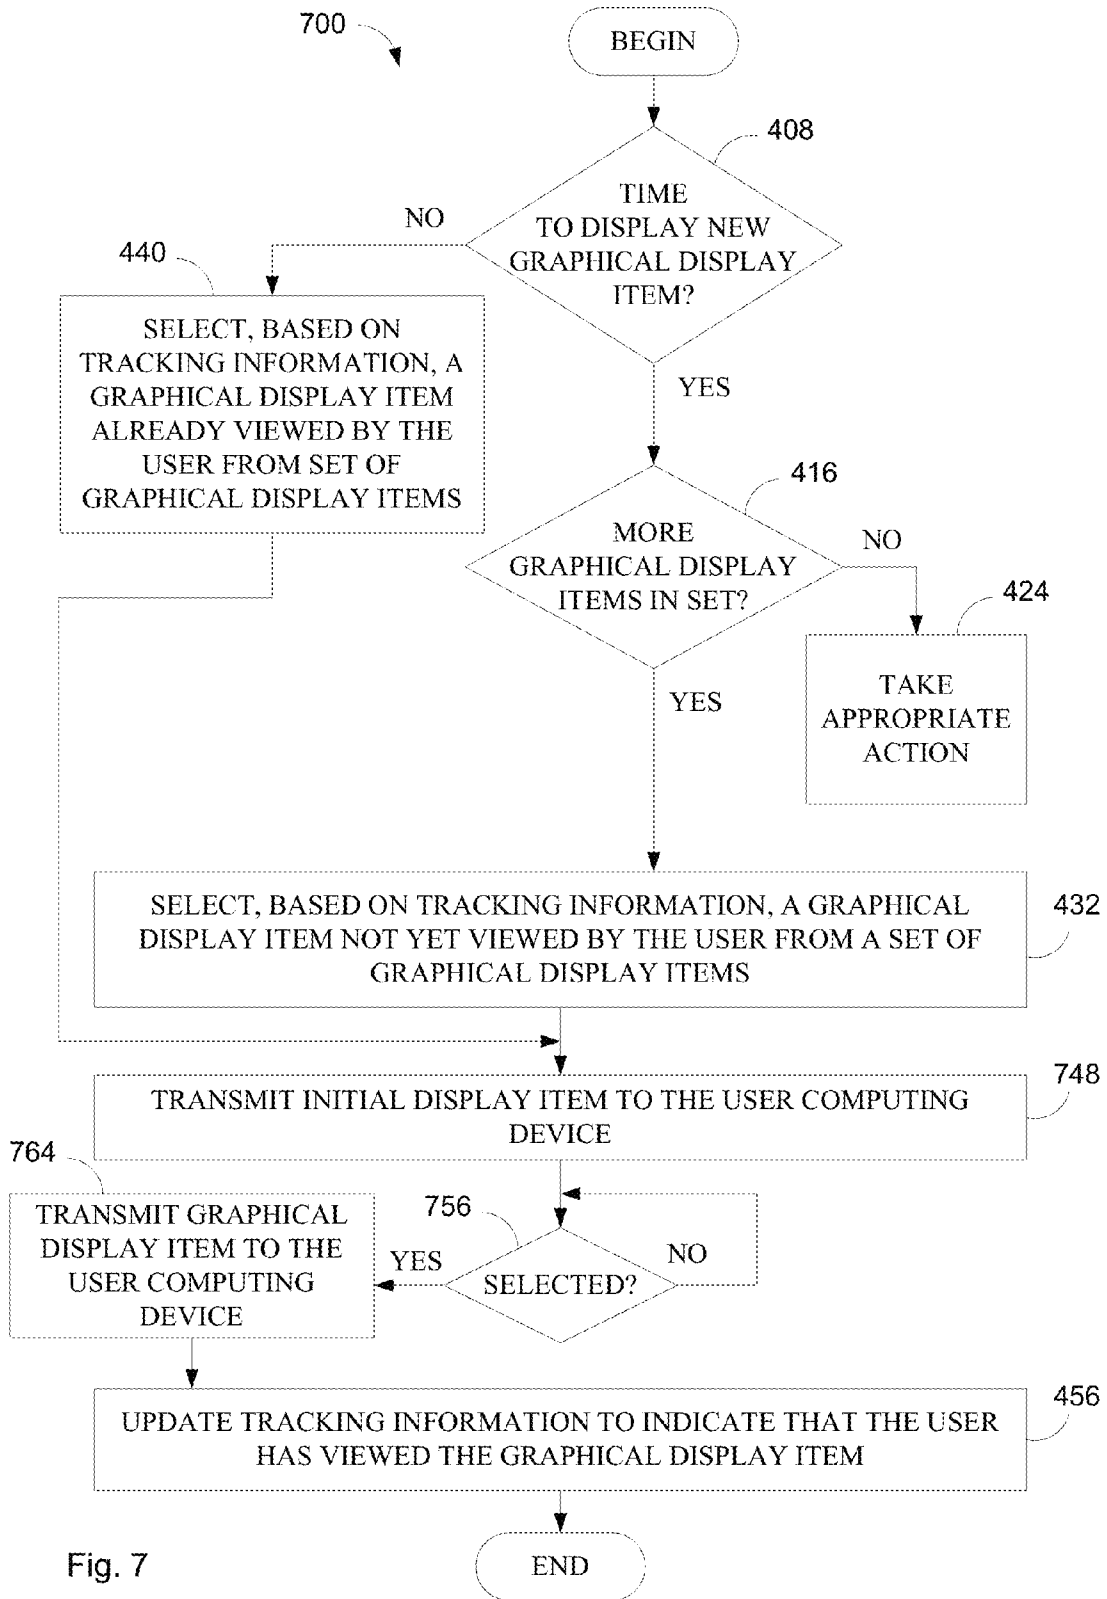 700
BEGIN
408
TIME
TO DISPLAY NEW
GRAPHICAL DISPLAY
ITEM?
NO
YES
440
SELECT, BASED ON
TRACKING INFORMATION, A
GRAPHICAL DISPLAY ITEM
ALREADY VIEWED BY THE
USER FROM SET OF
GRAPHICAL DISPLAY ITEMS
416
MORE
GRAPHICAL DISPLAY
ITEMS IN SET?
NO
YES
424
TAKE
APPROPRIATE
ACTION
SELECT, BASED ON TRACKING INFORMATION, A GRAPHICAL
DISPLAY ITEM NOT YET VIEWED BY THE USER FROM A SET OF
GRAPHICAL DISPLAY ITEMS
432
TRANSMIT INITIAL DISPLAY ITEM TO THE USER COMPUTING
DEVICE
748
756
SELECTED?
NO
YES
764
TRANSMIT GRAPHICAL
DISPLAY ITEM TO THE
USER COMPUTING
DEVICE
UPDATE TRACKING INFORMATION TO INDICATE THAT THE USER
HAS VIEWED THE GRAPHICAL DISPLAY ITEM
456
END
Fig. 7